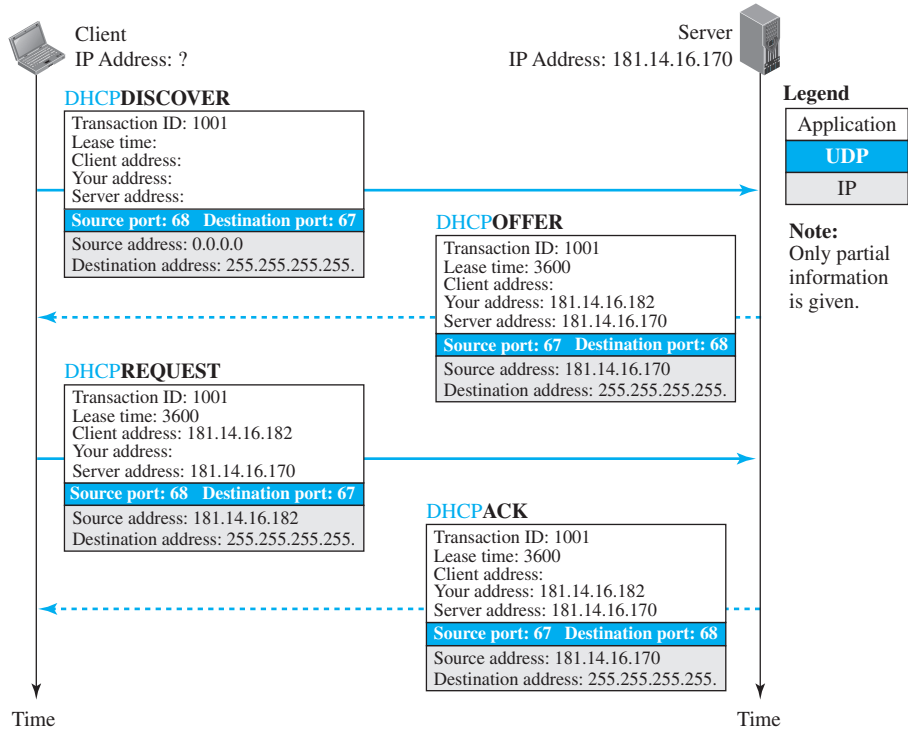 Client
IP Address: ?
Server
IP Address: 181.14.16.170
DHCPDISCOVER
Transaction ID: 1001
Lease time:
Client address:
Your address:
Server address:
Source port: 68 Destination port: 67
Source address: 0.0.0.0
Destination address: 255.255.255.255.
Legend
Application
UDP
IP
Note:
Only partial
information
is given.
DHCPOFFER
Transaction ID: 1001
Lease time: 3600
Client address:
Your address: 181.14.16.182
Server address: 181.14.16.170
Source port: 67 Destination port: 68
Source address: 181.14.16.170
Destination address: 255.255.255.255.
DHCPREQUEST
Transaction ID: 1001
Lease time: 3600
Client address: 181.14.16.182
Your address:
Server address: 181.14.16.170
Source port: 68 Destination port: 67
Source address: 181.14.16.182
Destination address: 255.255.255.255.
DHCPACK
Transaction ID: 1001
Lease time: 3600
Client address:
Your address: 181.14.16.182
Server address: 181.14.16.170
Source port: 67 Destination port: 68
Source address: 181.14.16.170
Destination address: 255.255.255.255.
Time
Time